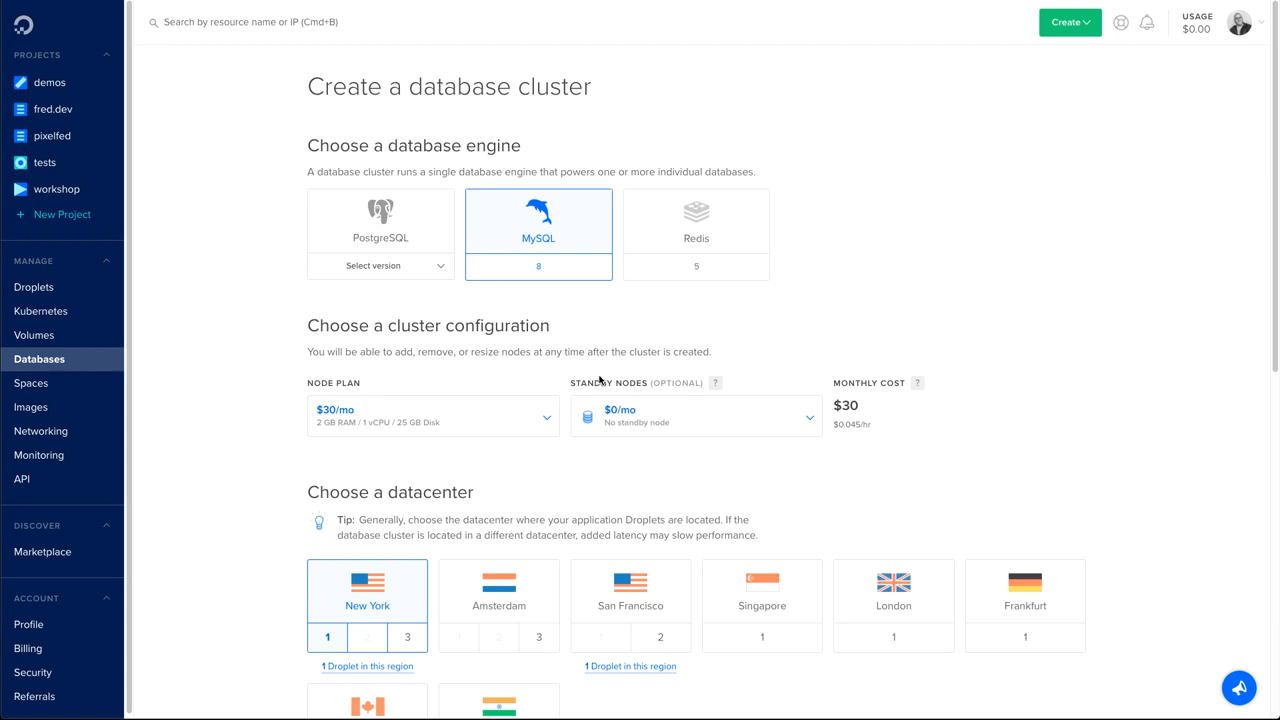 Search by resource name or IP (Cmd+B)
Create
USAGE
$0.00
PROJECTS
demos
fred.dev
pixelfed
tests
workshop
+ New Project
MANAGE
Droplets
Kubernetes
Volumes
Databases
Spaces
Images
Networking
Monitoring
API
DISCOVER
Marketplace
ACCOUNT
Profile
Billing
Security
Referrals
Create a database cluster
Choose a database engine
A database cluster runs a single database engine that powers one or more individual databases.
PostgreSQL
Select version
MySQL
8
Redis
5
Choose a cluster configuration
You will be able to add, remove, or resize nodes at any time after the cluster is created.
NODE PLAN
$30/mo
2 GB RAM / 1 vCPU / 25 GB Disk
STANDBY NODES (OPTIONAL) ?
$0/mo
No standby node
MONTHLY COST ?
$30
$0.045/hr
Choose a datacenter
Tip: Generally, choose the datacenter where your application Droplets are located. If the
database cluster is located in a different datacenter, added latency may slow performance.
New York
1 2 3
1 Droplet in this region
Amsterdam
1 2 3
San Francisco
1 2
1 Droplet in this region
Singapore
1
London
1
Frankfurt
1